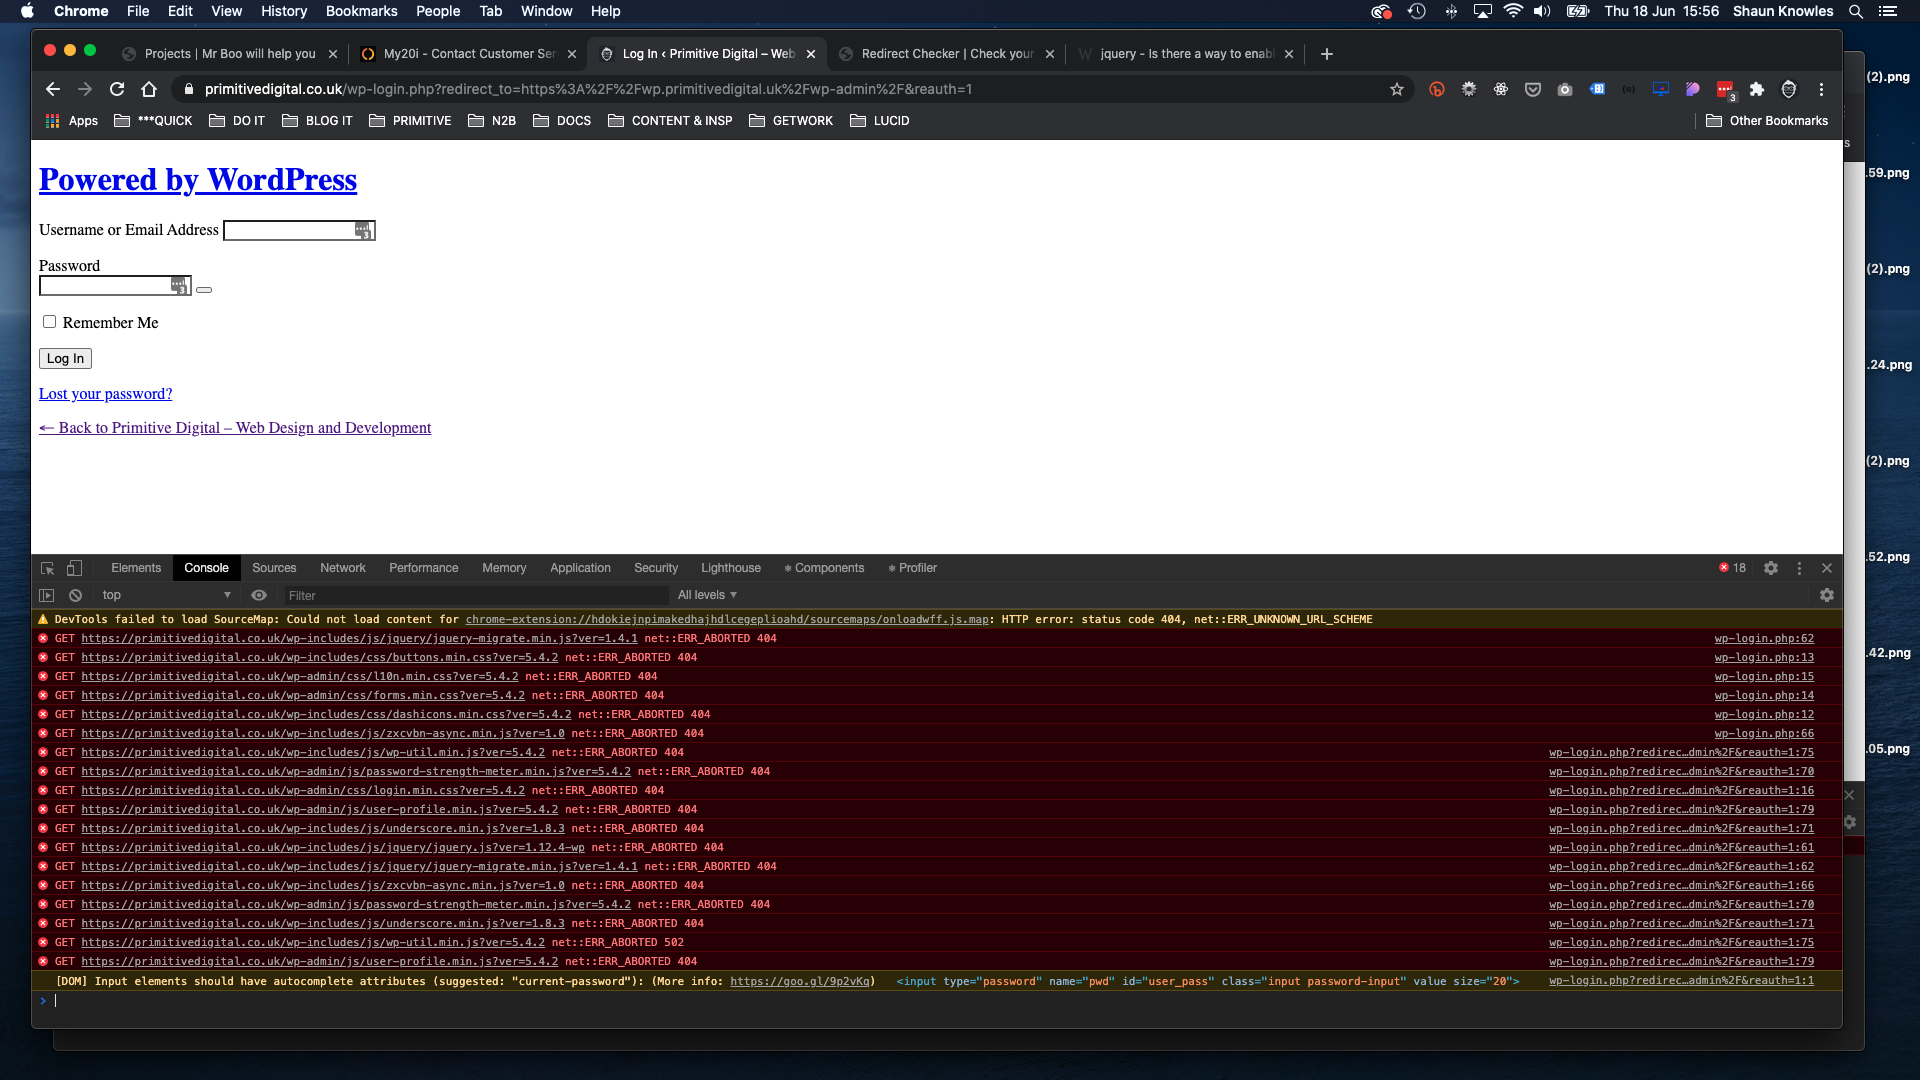 Chrome File Edit View History Bookmarks People Tab Window Help Thu 18 Jun 15:56 Shaun Knowles
Projects | Mr Boo will help you My20i - Contact Customer Ser Log In ‹ Primitive Digital – Web Redirect Checker | Check your jquery - Is there a way to enabl
primitivedigital.co.uk/wp-login.php?redirect_to=https%3A%2F%2Fwp.primitivedigital.uk%2Fwp-admin%2F&reauth=1 3
Apps ***QUICK DO IT BLOG IT PRIMITIVE N2B DOCS CONTENT & INSP GETWORK LUCID Other Bookmarks
Powered by WordPress
Username or Email Address 3
Password
3
Remember Me
Log In
Lost your password?
← Back to Primitive Digital – Web Design and Development
Elements Console Sources Network Performance Memory Application Security Lighthouse Components Profiler 18
top Filter All levels
DevTools failed to load SourceMap: Could not load content for chrome-extension://hdokiejnpimakedhajhdlcegeplioahd/sourcemaps/onloadwff.js.map: HTTP error: status code 404, net::ERR_UNKNOWN_URL_SCHEME
GET https://primitivedigital.co.uk/wp-includes/js/jquery/jquery-migrate.min.js?ver=1.4.1 net::ERR_ABORTED 404 wp-login.php:62
GET https://primitivedigital.co.uk/wp-includes/css/buttons.min.css?ver=5.4.2 net::ERR_ABORTED 404 wp-login.php:13
GET https://primitivedigital.co.uk/wp-admin/css/l10n.min.css?ver=5.4.2 net::ERR_ABORTED 404 wp-login.php:15
GET https://primitivedigital.co.uk/wp-admin/css/forms.min.css?ver=5.4.2 net::ERR_ABORTED 404 wp-login.php:14
GET https://primitivedigital.co.uk/wp-includes/css/dashicons.min.css?ver=5.4.2 net::ERR_ABORTED 404 wp-login.php:12
GET https://primitivedigital.co.uk/wp-includes/js/zxcvbn-async.min.js?ver=1.0 net::ERR_ABORTED 404 wp-login.php:66
GET https://primitivedigital.co.uk/wp-includes/js/wp-util.min.js?ver=5.4.2 net::ERR_ABORTED 404 wp-login.php?redirec…dmin%2F&reauth=1:75
GET https://primitivedigital.co.uk/wp-admin/js/password-strength-meter.min.js?ver=5.4.2 net::ERR_ABORTED 404 wp-login.php?redirec…dmin%2F&reauth=1:70
GET https://primitivedigital.co.uk/wp-admin/css/login.min.css?ver=5.4.2 net::ERR_ABORTED 404 wp-login.php?redirec…dmin%2F&reauth=1:16
GET https://primitivedigital.co.uk/wp-admin/js/user-profile.min.js?ver=5.4.2 net::ERR_ABORTED 404 wp-login.php?redirec…dmin%2F&reauth=1:79
GET https://primitivedigital.co.uk/wp-includes/js/underscore.min.js?ver=1.8.3 net::ERR_ABORTED 404 wp-login.php?redirec…dmin%2F&reauth=1:71
GET https://primitivedigital.co.uk/wp-includes/js/jquery/jquery.js?ver=1.12.4-wp net::ERR_ABORTED 404 wp-login.php?redirec…dmin%2F&reauth=1:61
GET https://primitivedigital.co.uk/wp-includes/js/jquery/jquery-migrate.min.js?ver=1.4.1 net::ERR_ABORTED 404 wp-login.php?redirec…dmin%2F&reauth=1:62
GET https://primitivedigital.co.uk/wp-includes/js/zxcvbn-async.min.js?ver=1.0 net::ERR_ABORTED 404 wp-login.php?redirec…dmin%2F&reauth=1:66
GET https://primitivedigital.co.uk/wp-admin/js/password-strength-meter.min.js?ver=5.4.2 net::ERR_ABORTED 404 wp-login.php?redirec…dmin%2F&reauth=1:70
GET https://primitivedigital.co.uk/wp-includes/js/underscore.min.js?ver=1.8.3 net::ERR_ABORTED 404 wp-login.php?redirec…dmin%2F&reauth=1:71
GET https://primitivedigital.co.uk/wp-includes/js/wp-util.min.js?ver=5.4.2 net::ERR_ABORTED 502 wp-login.php?redirec…dmin%2F&reauth=1:75
GET https://primitivedigital.co.uk/wp-admin/js/user-profile.min.js?ver=5.4.2 net::ERR_ABORTED 404 wp-login.php?redirec…dmin%2F&reauth=1:79
[DOM] Input elements should have autocomplete attributes (suggested: "current-password"): (More info: https://goo.gl/9p2vKq) <input type="password" name="pwd" id="user_pass" class="input password-input" value size="20"> wp-login.php?redirec…admin%2F&reauth=1:1
(2).png
s
.59.png
(2).png
.24.png
(2).png
.52.png
.42.png
.05.png